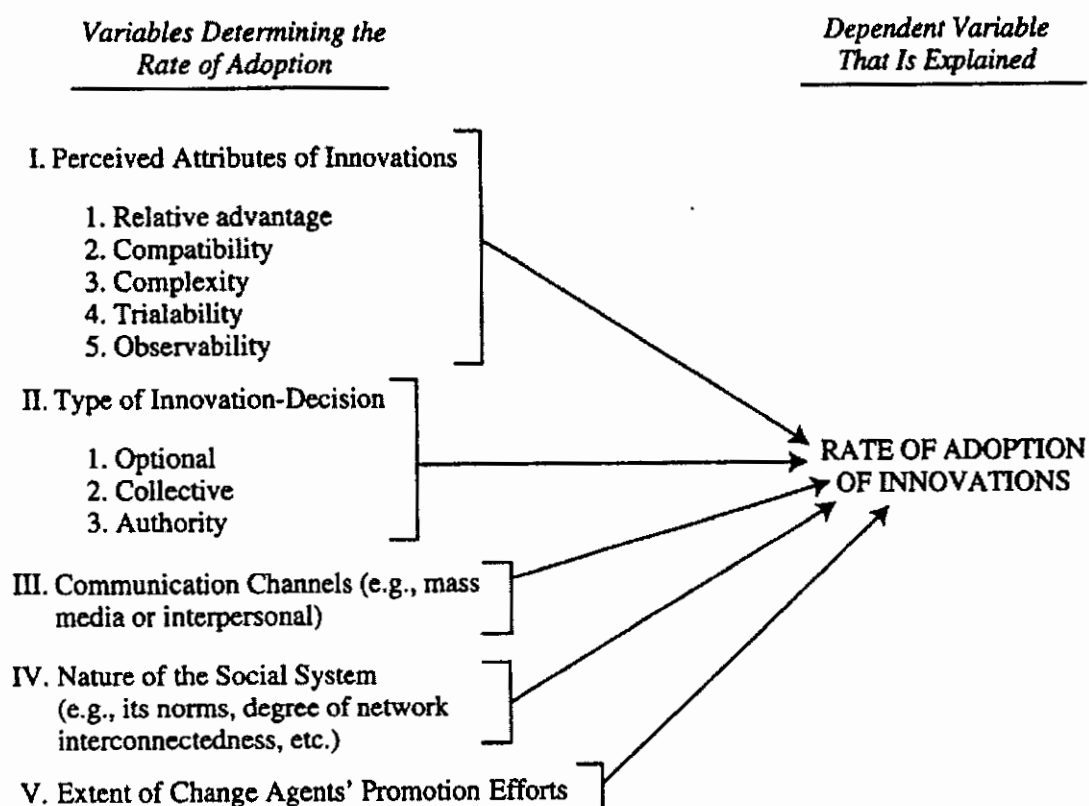 Variables Determining the
Rate of Adoption
Dependent Variable
That Is Explained
I. Perceived Attributes of Innovations
1. Relative advantage
2. Compatibility
3. Complexity
4. Trialability
5. Observability
II. Type of Innovation-Decision
1. Optional
2. Collective
3. Authority
III. Communication Channels (e.g., mass
media or interpersonal)
IV. Nature of the Social System
(e.g., its norms, degree of network
interconnectedness, etc.)
V. Extent of Change Agents' Promotion Efforts
RATE OF ADOPTION
OF INNOVATIONS